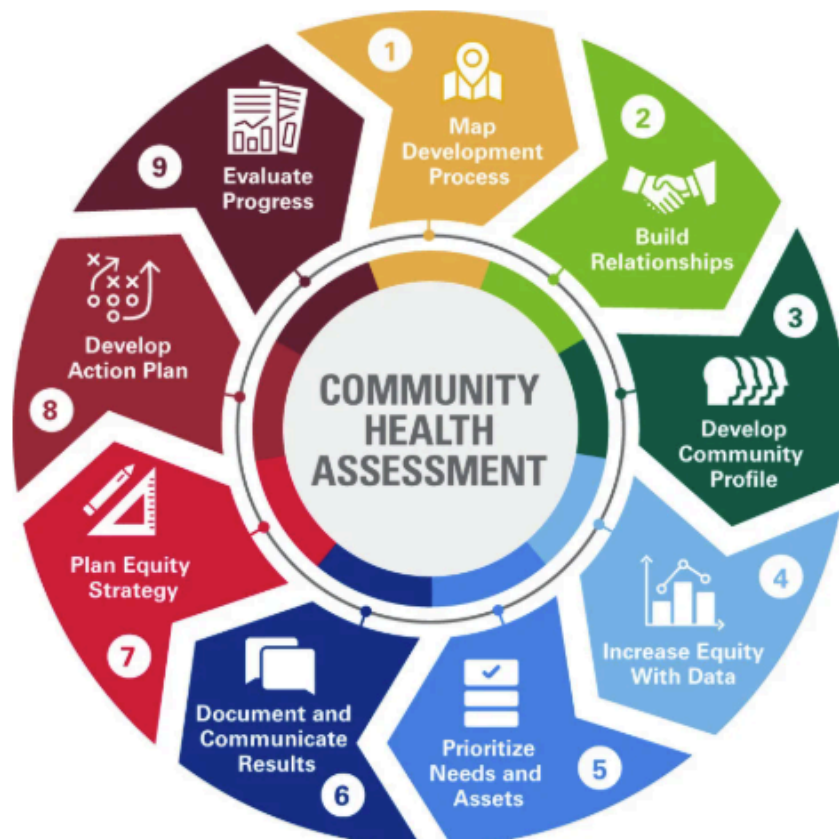 COMMUNITY
HEALTH
ASSESSMENT
1
Map
Development
Process
2
Build
Relationships
3
Develop
Community
Profile
4
Increase Equity
With Data
5
Prioritize
Needs and
Assets
6
Document and
Communicate
Results
7
Plan Equity
Strategy
8
Develop
Action Plan
9
Evaluate
Progress